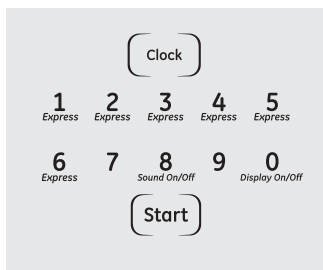 Clock
1 2 3 4 5
Express Express Express Express Express
6 7 8 9 0
Express Sound On/Off Display On/Off
Start